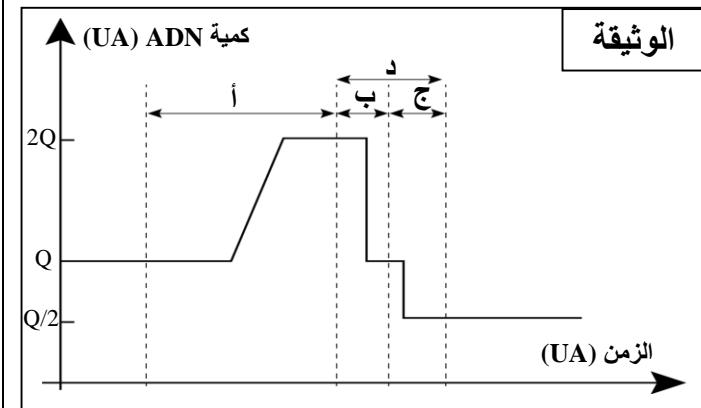 الوثيقة
كمية ADN (UA)
د
أ
ب
ج
2Q
Q
Q/2
الزمن (UA)